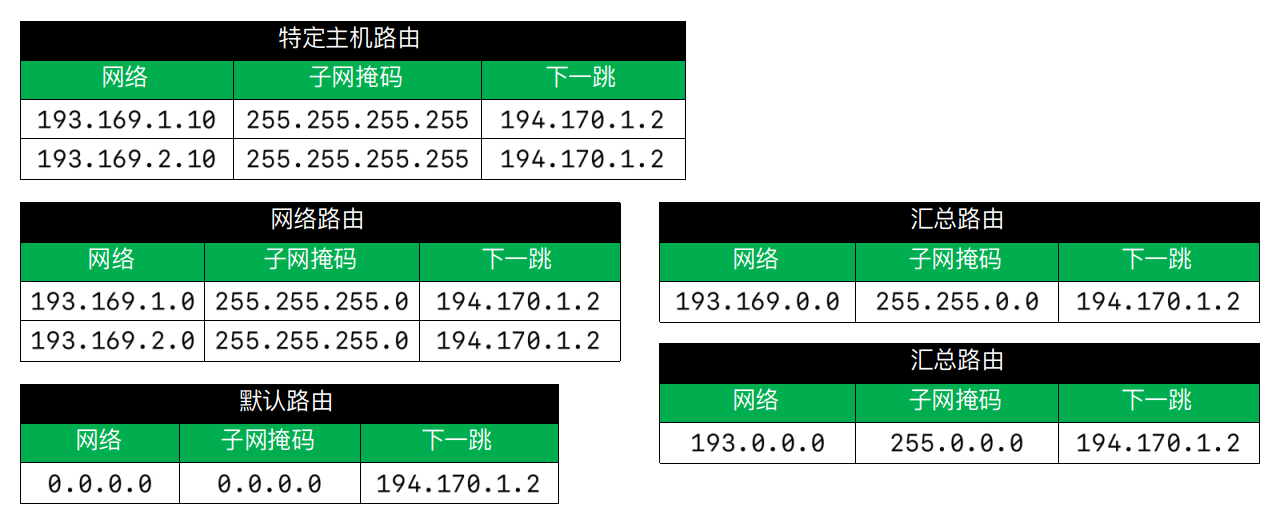 特定主机路由
网络 子网掩码 下一跳
193.169.1.10 255.255.255.255 194.170.1.2
193.169.2.10 255.255.255.255 194.170.1.2
网络路由
网络 子网掩码 下一跳
193.169.1.0 255.255.255.0 194.170.1.2
193.169.2.0 255.255.255.0 194.170.1.2
汇总路由
网络 子网掩码 下一跳
193.169.0.0 255.255.0.0 194.170.1.2
汇总路由
网络 子网掩码 下一跳
193.0.0.0 255.0.0.0 194.170.1.2
默认路由
网络 子网掩码 下一跳
0.0.0.0 0.0.0.0 194.170.1.2